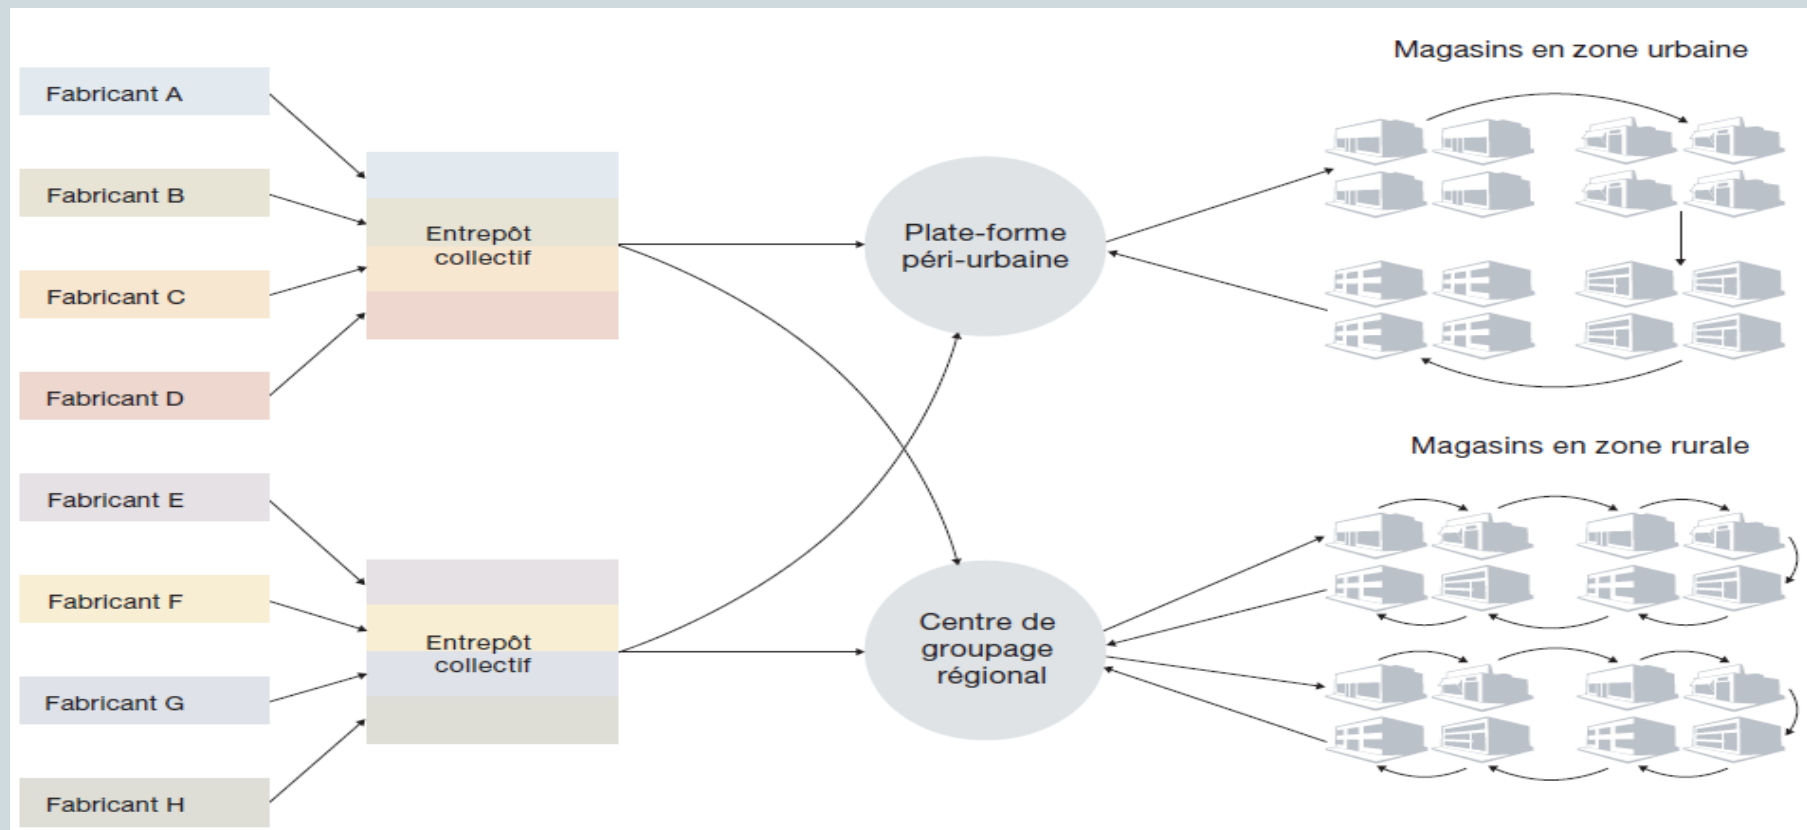 Magasins en zone urbaine
Fabricant A
Fabricant B
Fabricant C
Fabricant D
Entrepôt
collectif
Plate-forme
péri-urbaine
Magasins en zone rurale
Fabricant E
Fabricant F
Fabricant G
Fabricant H
Entrepôt
collectif
Centre de
groupage
régional